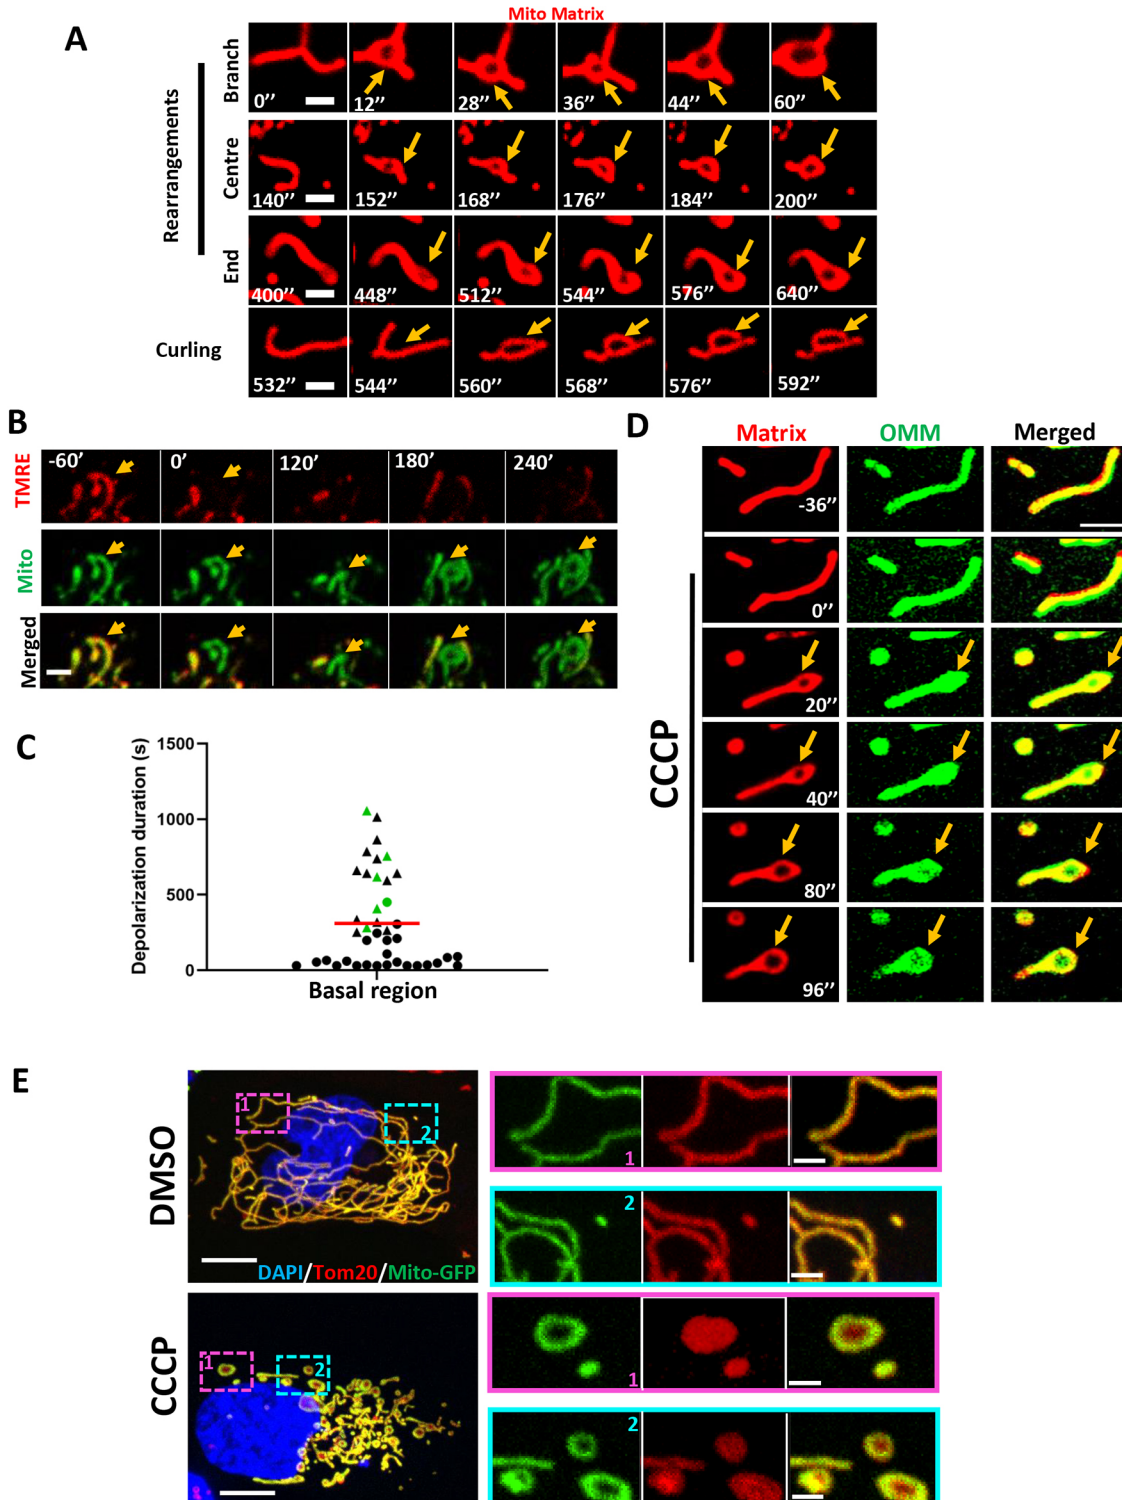 Mito Matrix
A
Rearrangements
Branch
0’’ 12’’ 28’’ 36’’ 44’’ 60’’
Centre
140’’ 152’’ 168’’ 176’’ 184’’ 200’’
End
400’’ 448’’ 512’’ 544’’ 576’’ 640’’
Curling
532’’ 544’’ 560’’ 568’’ 576’’ 592’’
B
-60’ 0’ 120’ 180’ 240’
TMRE
Mito
Merged
C
Depolarization duration (s)
1500
1000
500
0
Basal region
D
Matrix OMM Merged
-36’’
0’’
20’’
40’’
80’’
96’’
CCCP
E
DMSO
1
2
DAPI/Tom20/Mito-GFP
1
2
CCCP
1
2
1
2